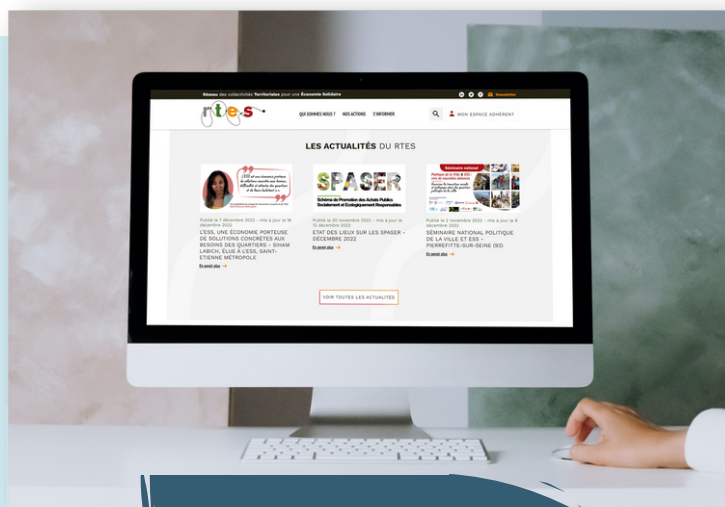 Réseau des collectivités Territoriales pour une Économie Solidaire
Newsletter
rtes
QUI SOMMES NOUS ? NOS ACTIONS S'INFORMER
MON ESPACE ADHÉRENT
LES ACTUALITÉS DU RTES
Publié le 7 décembre 2022 - mis à jour le 16
décembre 2022
L'ESS, UNE ÉCONOMIE PORTEUSE
DE SOLUTIONS CONCRÈTES AUX
BESOINS DES QUARTIERS - SIHAM
LABICH, ÉLUE À L'ESS, SAINT-
ETIENNE MÉTROPOLE
En savoir plus
SPASER
Schéma de Promotion des Achats Publics
Socialement et Ecologiquement Responsables
Publié le 30 novembre 2022 - mis à jour le
12 décembre 2022
ETAT DES LIEUX SUR LES SPASER -
DÉCEMBRE 2022
En savoir plus
Séminaire national
Publié le 3 novembre 2022 - mis à jour le 8
décembre 2022
SÉMINAIRE NATIONAL POLITIQUE
DE LA VILLE ET ESS -
PIERREFITTE-SUR-SEINE (93)
En savoir plus
VOIR TOUTES LES ACTUALITÉS